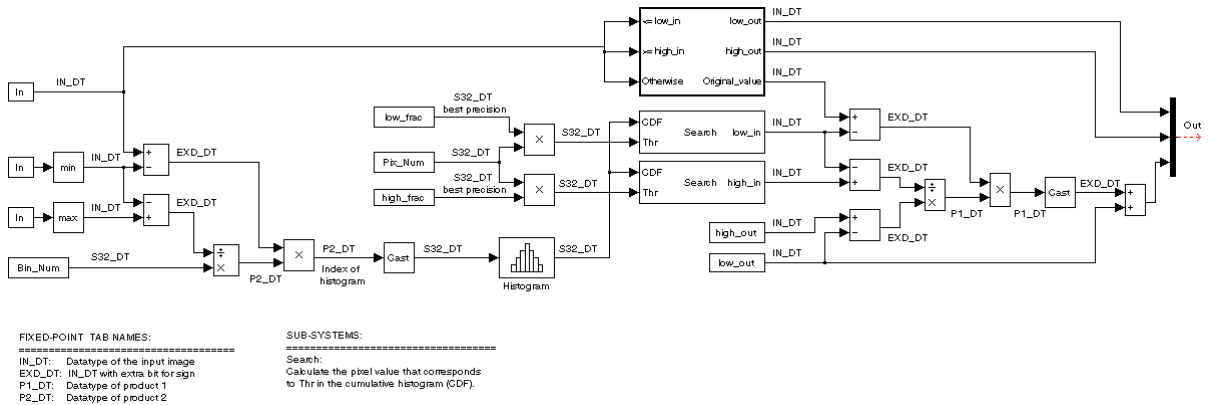 <= low_in low_out IN_DT
>= high_in high_out IN_DT
Otherwise Original_value IN_DT
In IN_DT
S32_DT
best precision
low_frac × S32_DT
CDF Search low_in IN_DT
Thr
+ − EXD_DT
Out
Pix_Num S32_DT
S32_DT
best precision
high_frac × S32_DT
CDF Search high_in IN_DT
Thr
− + EXD_DT
÷ × P1_DT
× P1_DT
Cast EXD_DT
+ +
In min IN_DT
+ − EXD_DT
In max IN_DT
− + EXD_DT
high_out IN_DT
+ − EXD_DT
low_out IN_DT
Bin_Num S32_DT
÷ × P2_DT
× P2_DT
Index of
histogram
Cast S32_DT
S32_DT
Histogram
FIXED-POINT TAB NAMES:
====================================
IN_DT: Datatype of the input image
EXD_DT: IN_DT with extra bit for sign
P1_DT: Datatype of product 1
P2_DT: Datatype of product 2
SUB-SYSTEMS:
===================================
Search:
Calculate the pixel value that corresponds
to Thr in the cumulative histogram (CDF).